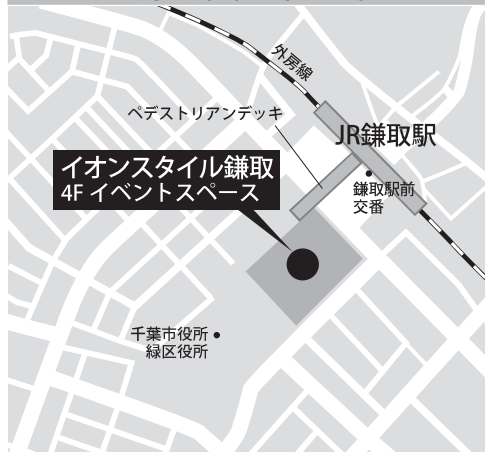 外房線
ペデストリアンデッキ
JR鎌取駅
イオンスタイル鎌取
4F イベントスペース
鎌取駅前
交番
千葉市役所
緑区役所